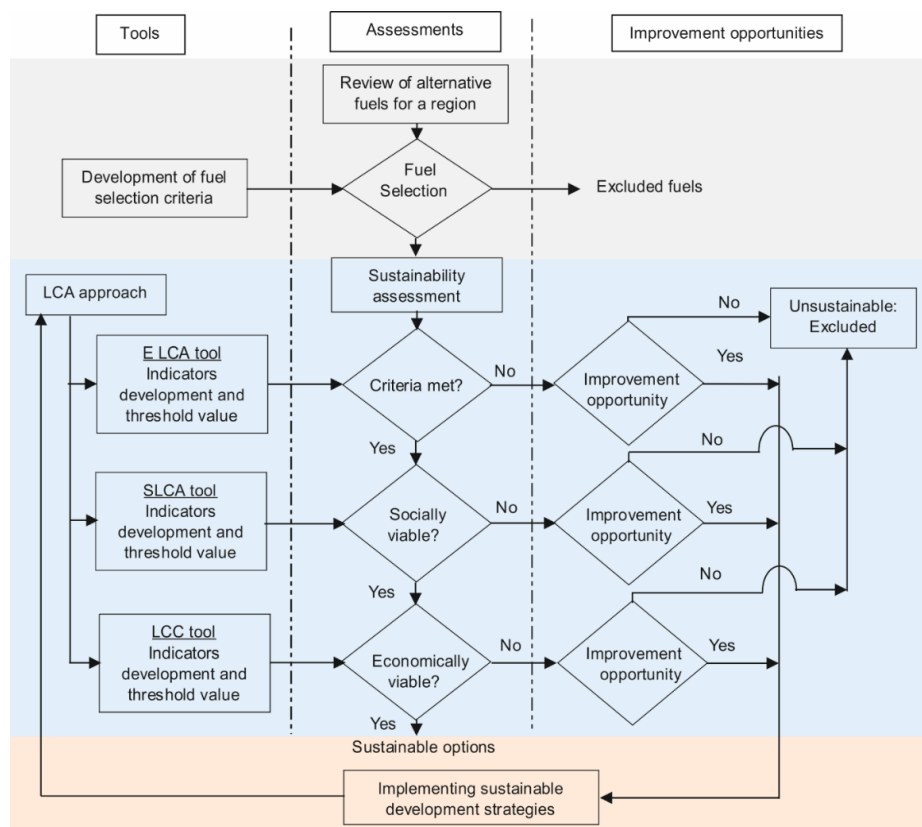 Tools
Assessments
Improvement opportunities
Review of alternative
fuels for a region
Development of fuel
selection criteria
Fuel
Selection
Excluded fuels
LCA approach
Sustainability
assessment
Unsustainable:
Excluded
No
E LCA tool
Indicators
development and
threshold value
Criteria met?
No
Improvement
opportunity
Yes
Yes
No
SLCA tool
Indicators
development and
threshold value
Socially
viable?
No
Improvement
opportunity
Yes
Yes
No
LCC tool
Indicators
development and
threshold value
Economically
viable?
No
Improvement
opportunity
Yes
Yes
Sustainable options
Implementing sustainable
development strategies